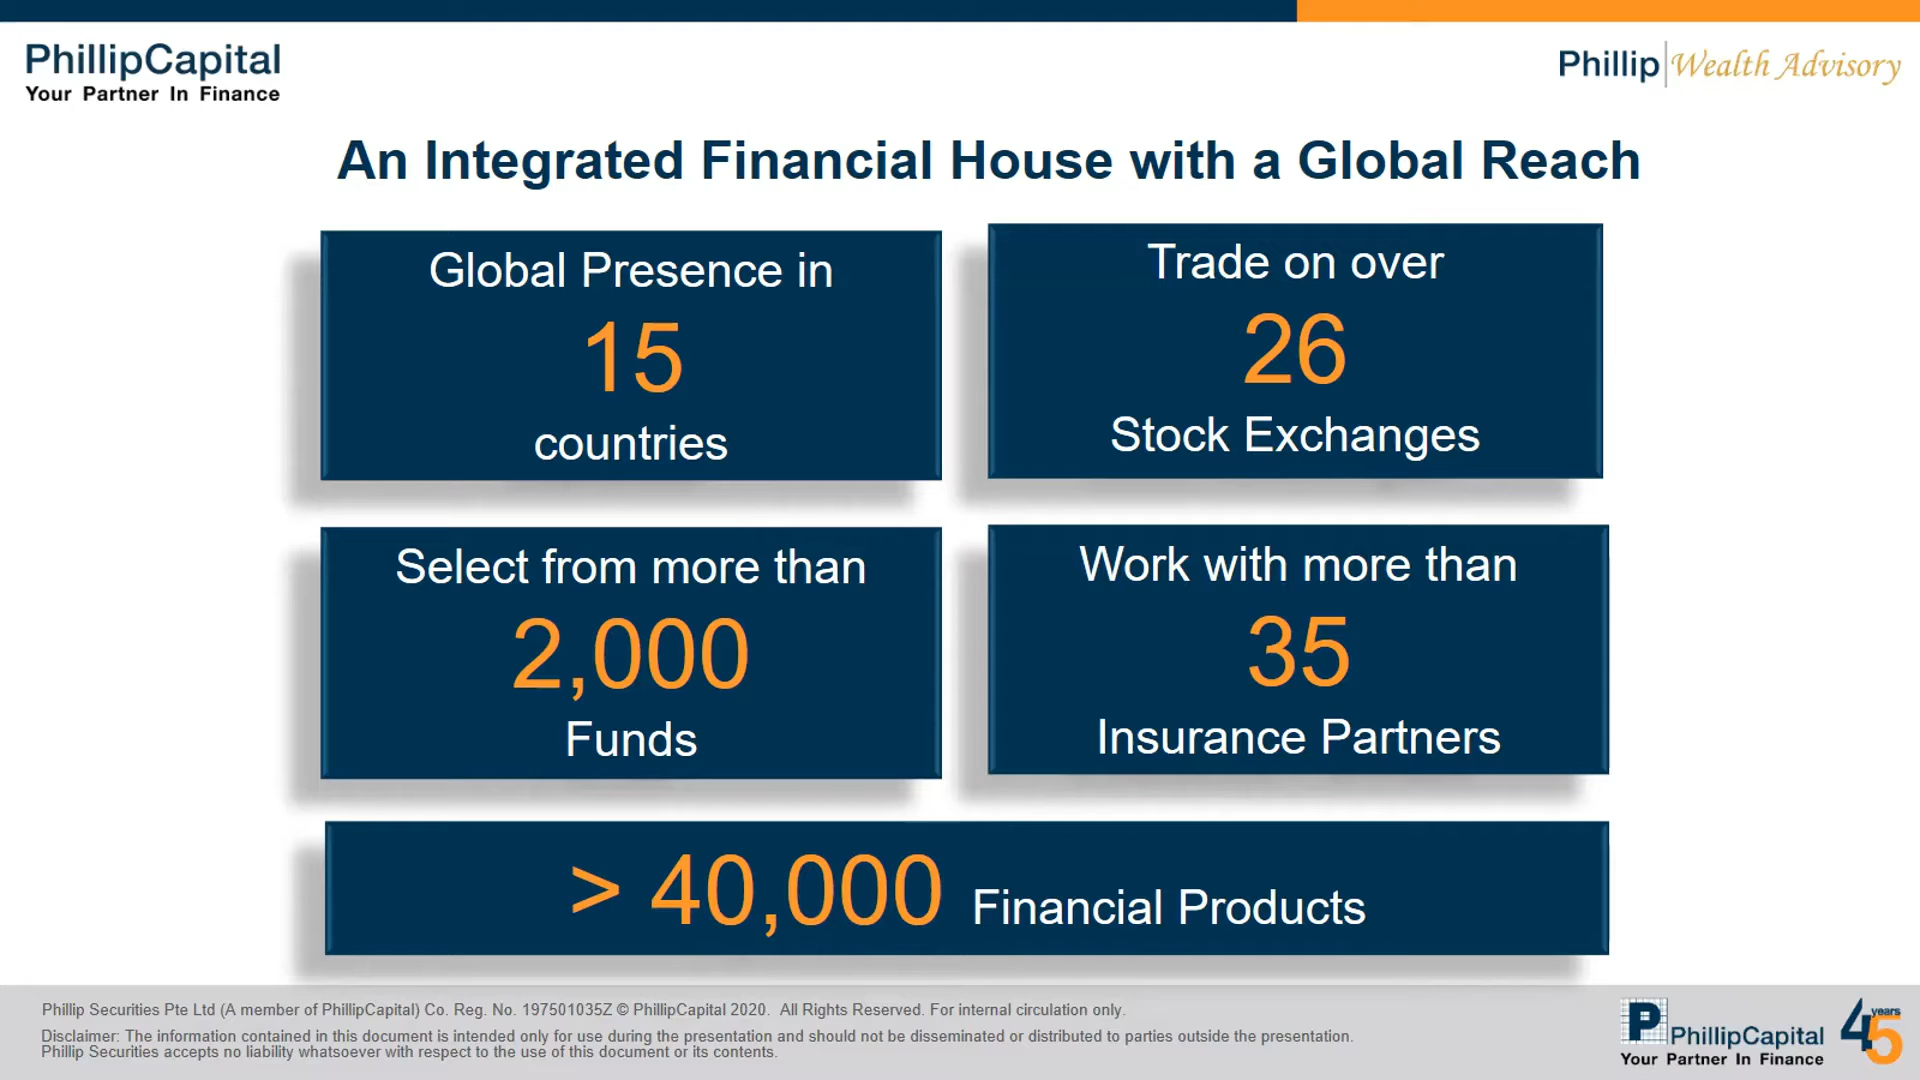 PhillipCapital
Your Partner In Finance
Phillip Wealth Advisory
An Integrated Financial House with a Global Reach
Global Presence in
15
countries
Trade on over
26
Stock Exchanges
Select from more than
2,000
Funds
Work with more than
35
Insurance Partners
> 40,000 Financial Products
Phillip Securities Pte Ltd (A member of PhillipCapital) Co. Reg. No. 197501035Z © PhillipCapital 2020.  All Rights Reserved. For internal circulation only.
Disclaimer: The information contained in this document is intended only for use during the presentation and should not be disseminated or distributed to parties outside the presentation.
Phillip Securities accepts no liability whatsoever with respect to the use of this document or its contents.
P PhillipCapital
Your Partner In Finance
45 years